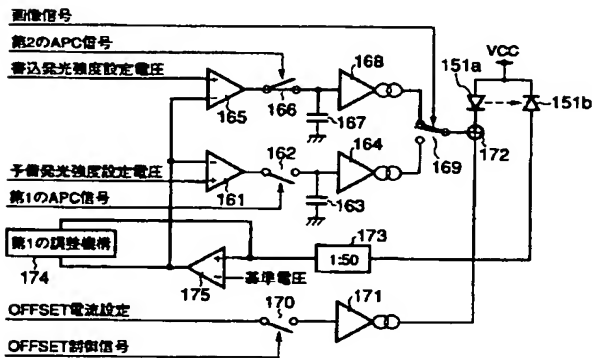 画像信号
第2のAPC信号
書込発光強度設定電圧
VCC
151a
168
151b
165
166
167
172
162
164
169
予備発光強度設定電圧
第1のAPC信号
161
163
173
第1の調整機構
1:50
174
175
基準電圧
170
171
OFFSET電流設定
OFFSET制御信号